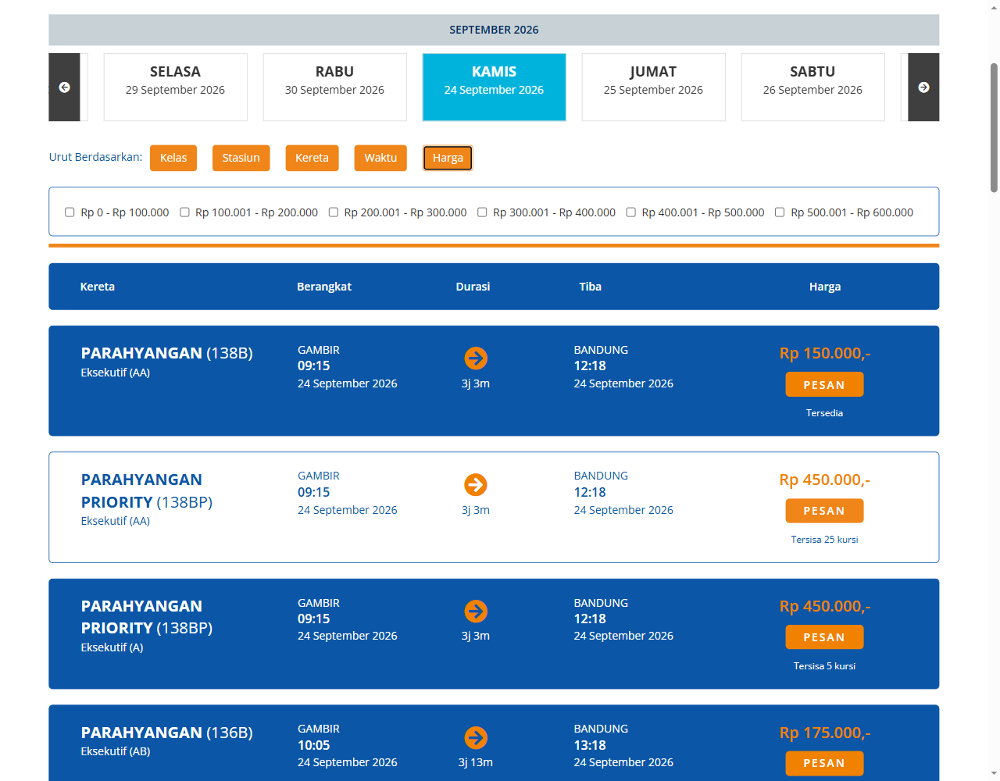 SEPTEMBER 2026
SELASA
29 September 2026
RABU
30 September 2026
KAMIS
24 September 2026
JUMAT
25 September 2026
SABTU
26 September 2026
Urut Berdasarkan: Kelas Stasiun Kereta Waktu Harga
Rp 0 - Rp 100.000 Rp 100.001 - Rp 200.000 Rp 200.001 - Rp 300.000 Rp 300.001 - Rp 400.000 Rp 400.001 - Rp 500.000 Rp 500.001 - Rp 600.000
Kereta Berangkat Durasi Tiba Harga
PARAHYANGAN (138B)
Eksekutif (AA)
GAMBIR
09:15
24 September 2026
3j 3m
BANDUNG
12:18
24 September 2026
Rp 150.000,-
PESAN
Tersedia
PARAHYANGAN
PRIORITY (138BP)
Eksekutif (AA)
GAMBIR
09:15
24 September 2026
3j 3m
BANDUNG
12:18
24 September 2026
Rp 450.000,-
PESAN
Tersisa 25 kursi
PARAHYANGAN
PRIORITY (138BP)
Eksekutif (A)
GAMBIR
09:15
24 September 2026
3j 3m
BANDUNG
12:18
24 September 2026
Rp 450.000,-
PESAN
Tersisa 5 kursi
PARAHYANGAN (136B)
Eksekutif (AB)
GAMBIR
10:05
24 September 2026
3j 13m
BANDUNG
13:18
24 September 2026
Rp 175.000,-
PESAN